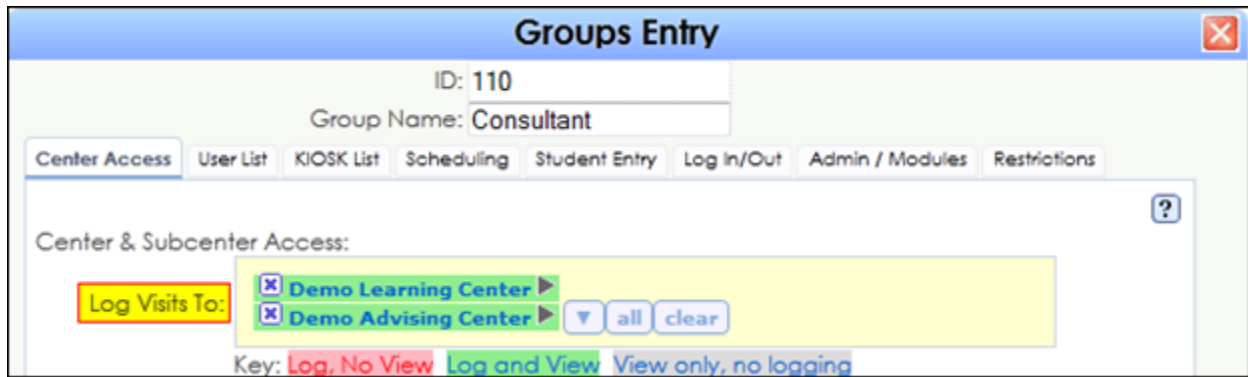 Groups Entry
ID: 110
Group Name: Consultant
Center Access User List KIOSK List Scheduling Student Entry Log In/Out Admin / Modules Restrictions
?
Center & Subcenter Access:
Log Visits To:
Demo Learning Center
Demo Advising Center all clear
Key: Log, No View Log and View View only, no logging